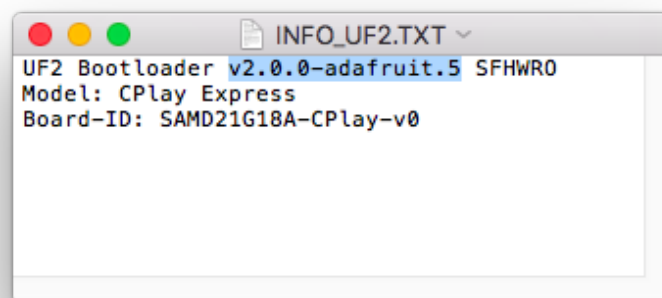 INFO_UF2.TXT
UF2 Bootloader v2.0.0-adafruit.5 SFHWRO
Model: CPlay Express
Board-ID: SAMD21G18A-CPlay-v0